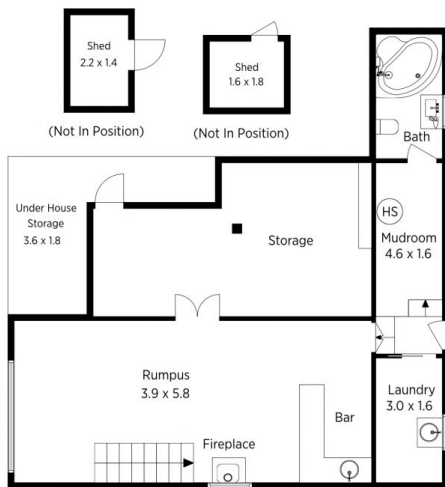 Shed
2.2 x 1.4
(Not In Position)
Shed
1.6 x 1.8
(Not In Position)
Bath
Under House
Storage
3.6 x 1.8
Storage
HS
Mudroom
4.6 x 1.6
Rumpus
3.9 x 5.8
Fireplace
Bar
Laundry
3.0 x 1.6